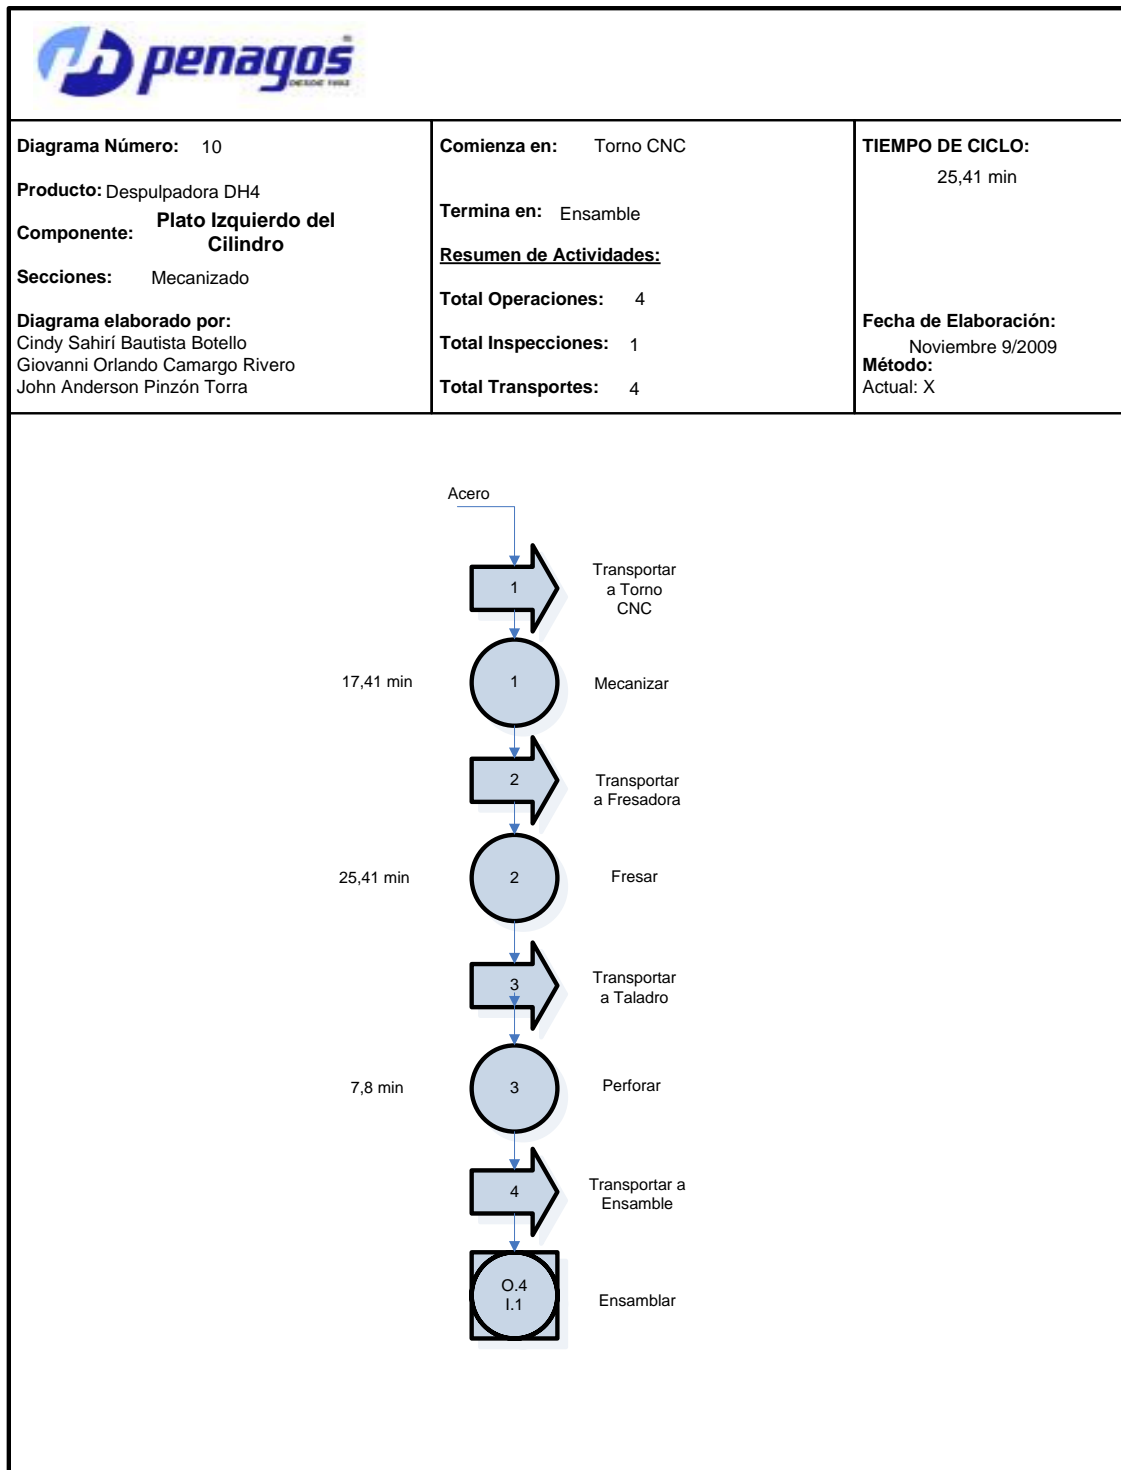 penagos
DESDE 1892
Diagrama Número: 10
Producto: Despulpadora DH4
Componente: Plato Izquierdo del
Cilindro
Secciones: Mecanizado
Diagrama elaborado por:
Cindy Sahirí Bautista Botello
Giovanni Orlando Camargo Rivero
John Anderson Pinzón Torra
Comienza en: Torno CNC
Termina en: Ensamble
Resumen de Actividades:
Total Operaciones: 4
Total Inspecciones: 1
Total Transportes: 4
TIEMPO DE CICLO:
25,41 min
Fecha de Elaboración:
Noviembre 9/2009
Método:
Actual: X
Acero
1
Transportar
a Torno
CNC
17,41 min
1
Mecanizar
2
Transportar
a Fresadora
25,41 min
2
Fresar
3
Transportar
a Taladro
7,8 min
3
Perforar
4
Transportar a
Ensamble
O.4
I.1
Ensamblar